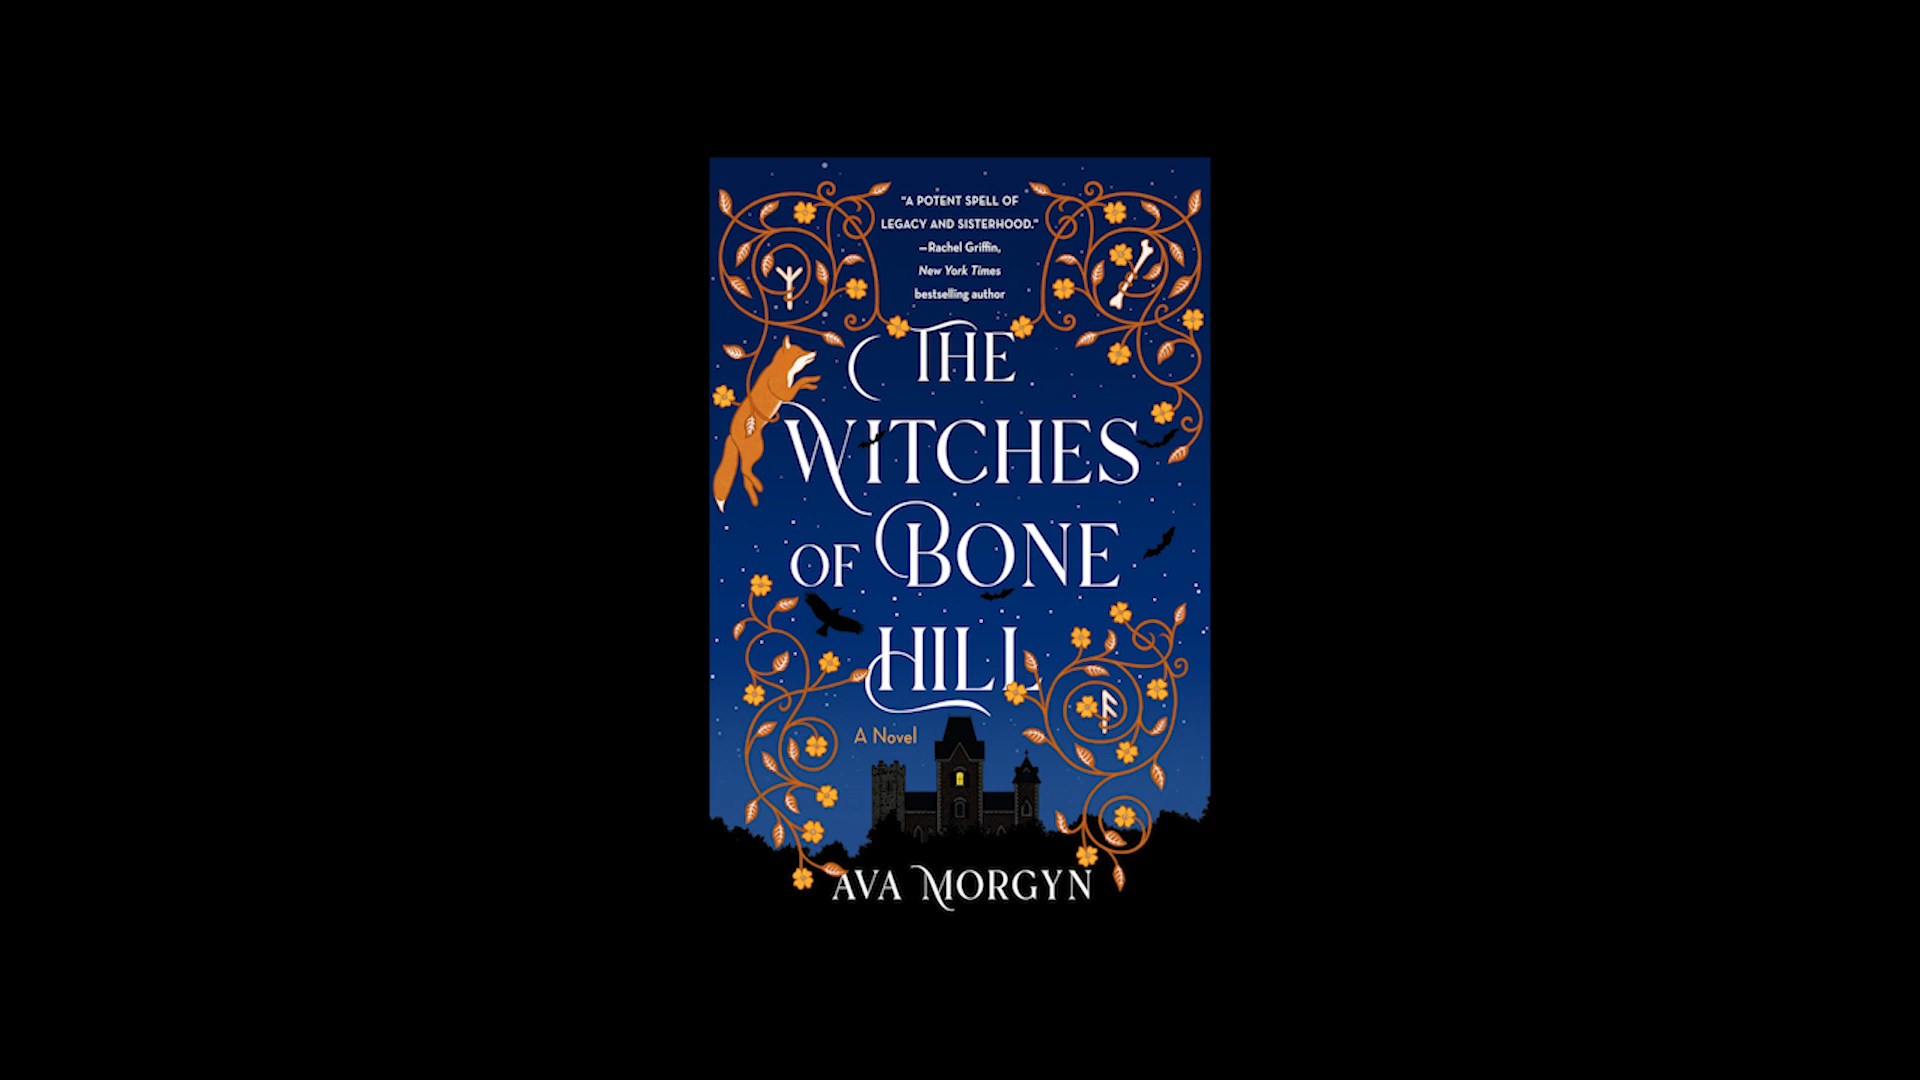 "A POTENT SPELL OF
LEGACY AND SISTERHOOD."
—Rachel Griffin,
New York Times
bestselling author
THE
WITCHES
OF BONE
HILL
A Novel
AVA MORGYN